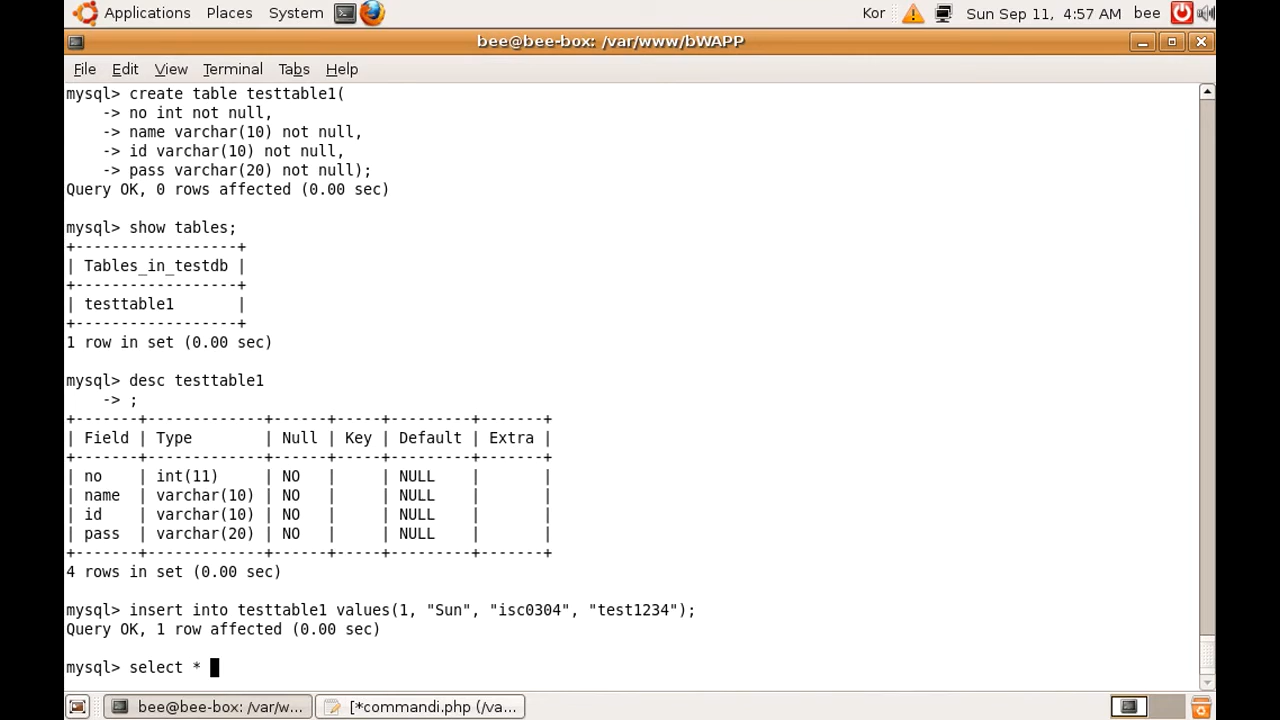 Applications Places System Kor Sun Sep 11, 4:57 AM bee
bee@bee-box: /var/www/bWAPP
File Edit View Terminal Tabs Help
mysql> create table testtable1(
    -> no int not null,
    -> name varchar(10) not null,
    -> id varchar(10) not null,
    -> pass varchar(20) not null);
Query OK, 0 rows affected (0.00 sec)
mysql> show tables;
+------------------+
| Tables_in_testdb |
+------------------+
| testtable1       |
+------------------+
1 row in set (0.00 sec)
mysql> desc testtable1
    -> ;
+-------+-------------+------+-----+---------+-------+
| Field | Type        | Null | Key | Default | Extra |
+-------+-------------+------+-----+---------+-------+
| no    | int(11)     | NO   |     | NULL    |       |
| name  | varchar(10) | NO   |     | NULL    |       |
| id    | varchar(10) | NO   |     | NULL    |       |
| pass  | varchar(20) | NO   |     | NULL    |       |
+-------+-------------+------+-----+---------+-------+
4 rows in set (0.00 sec)
mysql> insert into testtable1 values(1, "Sun", "isc0304", "test1234");
Query OK, 1 row affected (0.00 sec)
mysql> select *
bee@bee-box: /var/w... [*commandi.php (/va...